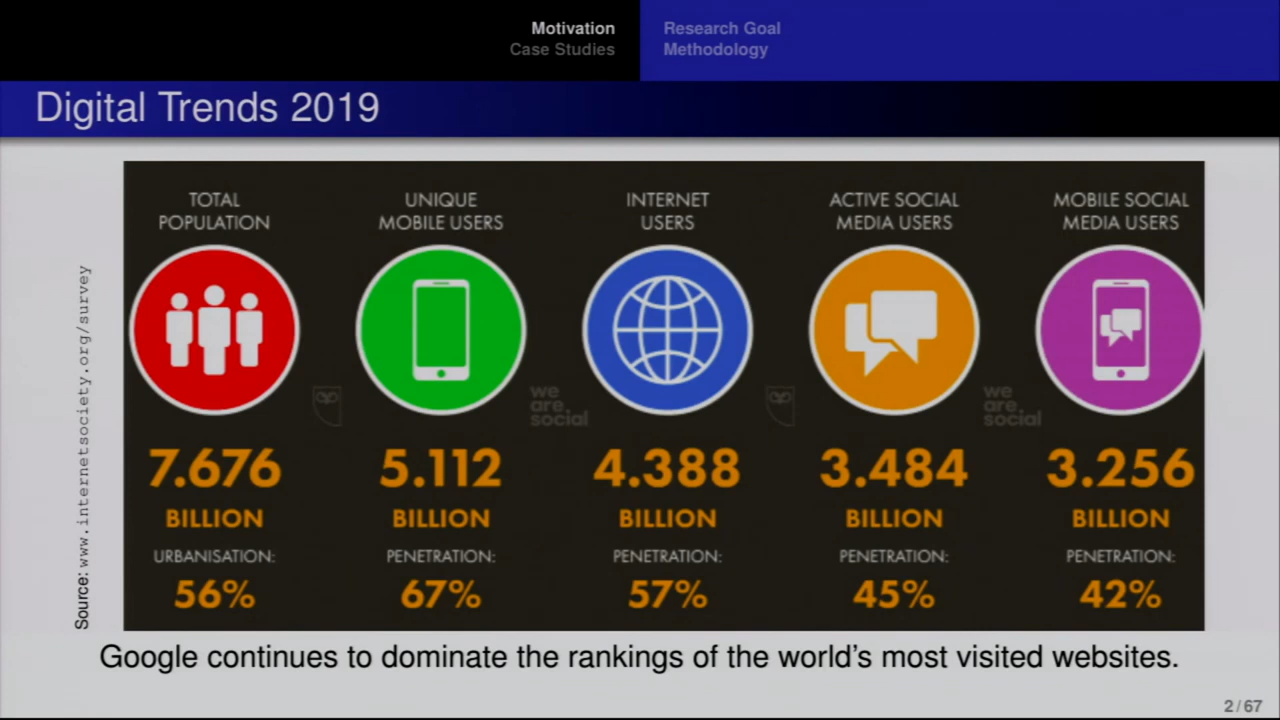 Motivation
Case Studies
Research Goal
Methodology
Digital Trends 2019
TOTAL
POPULATION
7.676
BILLION
URBANISATION:
56%
UNIQUE
MOBILE USERS
5.112
BILLION
PENETRATION:
67%
INTERNET
USERS
4.388
BILLION
PENETRATION:
57%
ACTIVE SOCIAL
MEDIA USERS
3.484
BILLION
PENETRATION:
45%
MOBILE SOCIAL
MEDIA USERS
3.256
BILLION
PENETRATION:
42%
we
are
social
we
are
social
Source: www.internetsociety.org/survey
Google continues to dominate the rankings of the world's most visited websites.
2/67